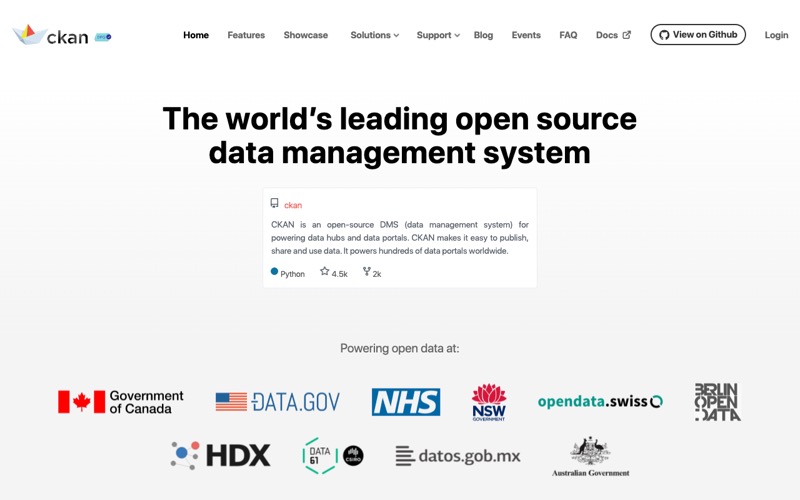 ckan
Home Features Showcase Solutions Support Blog Events FAQ Docs View on Github Login
The world's leading open source
data management system
ckan
CKAN is an open-source DMS (data management system) for
powering data hubs and data portals. CKAN makes it easy to publish,
share and use data. It powers hundreds of data portals worldwide.
Python 4.5k 2k
Powering open data at:
Government
of Canada
DATA.GOV
NHS
NSW
GOVERNMENT
opendata.swiss
BERLIN
OPEN
DATA
HDX
DATA
61
CSIRO
datos.gob.mx
Australian Government